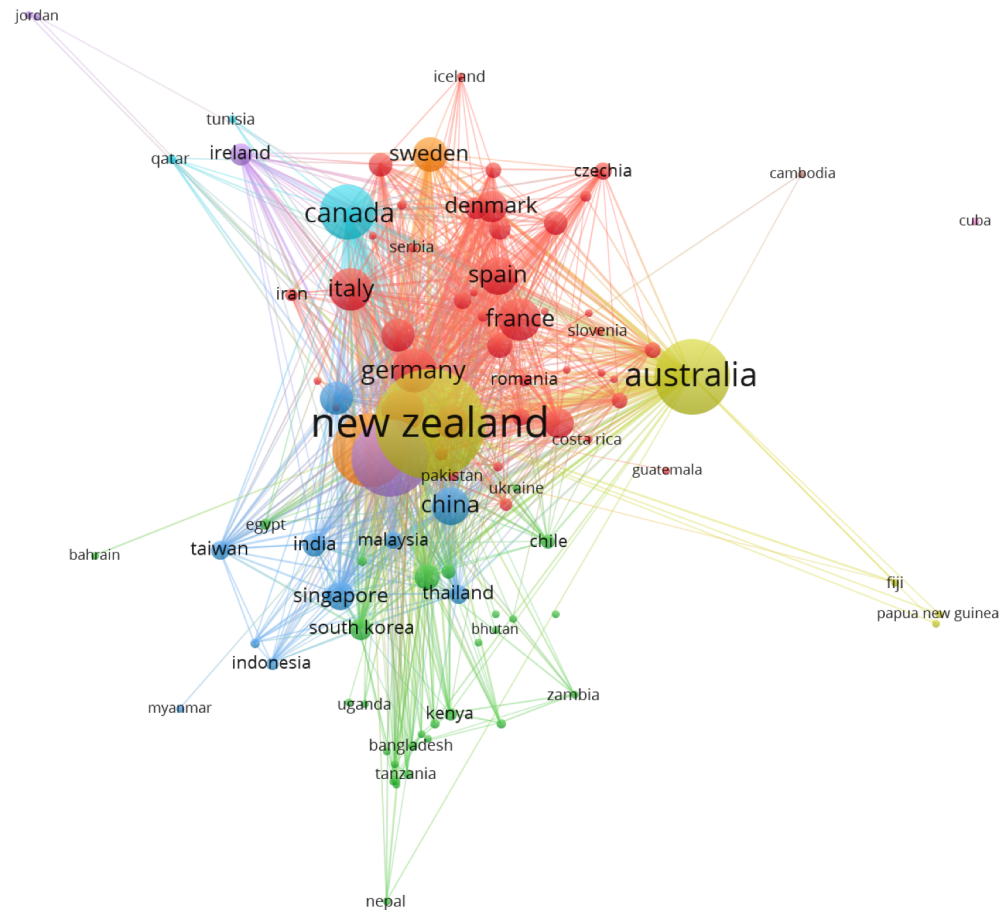 jordan
iceland
tunisia
qatar
ireland
sweden
czechia
cambodia
canada
denmark
cuba
serbia
spain
iran
italy
france
slovenia
germany
romania
australia
new zealand
costa rica
guatemala
pakistan
ukraine
china
egypt
malaysia
chile
taiwan
india
bahrain
fiji
singapore
thailand
papua new guinea
south korea
bhutan
indonesia
zambia
uganda
myanmar
kenya
bangladesh
tanzania
nepal